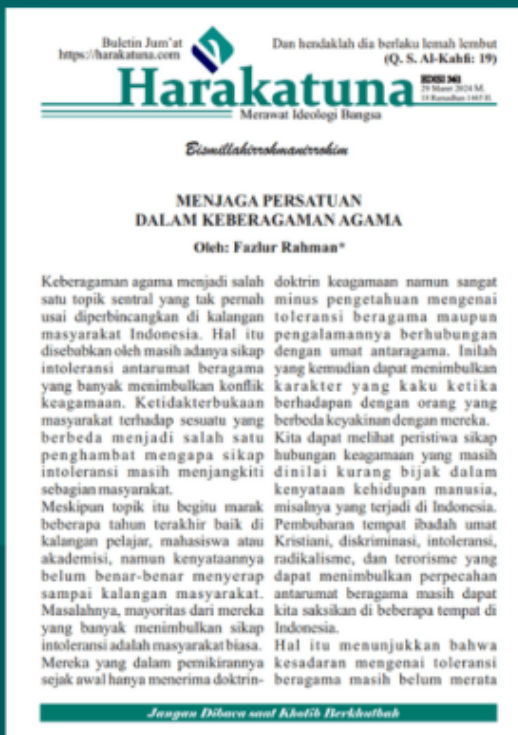 Buletin Jum'at
https://harakatuna.com
Dan hendaklah dia berlaku lemah lembut
(Q. S. Al-Kahfi: 19)
Harakatuna
EDISI 361
29 Maret 2024 M.
19 Ramadhan 1445 H.
Merawat Ideologi Bangsa
Bismillahirrohmanirrohim
MENJAGA PERSATUAN
DALAM KEBERAGAMAN AGAMA
Oleh: Fazlur Rahman*
Keberagaman agama menjadi salah
satu topik sentral yang tak pernah
usai diperbincangkan di kalangan
masyarakat Indonesia. Hal itu
disebabkan oleh masih adanya sikap
intoleransi antarumat beragama
yang banyak menimbulkan konflik
keagamaan. Ketidakterbukaan
masyarakat terhadap sesuatu yang
berbeda menjadi salah satu
penghambat mengapa sikap
intoleransi masih menjangkiti
sebagian masyarakat.
Meskipun topik itu begitu marak
beberapa tahun terakhir baik di
kalangan pelajar, mahasiswa atau
akademisi, namun kenyataannya
belum benar-benar menyerap
sampai kalangan masyarakat.
Masalahnya, mayoritas dari mereka
yang banyak menimbulkan sikap
intoleransi adalah masyarakat biasa.
Mereka yang dalam pemikirannya
sejak awal hanya menerima doktrin-
doktrin keagamaan namun sangat
minus pengetahuan mengenai
toleransi beragama maupun
pengalamannya berhubungan
dengan umat antaragama. Inilah
yang kemudian dapat menimbulkan
karakter yang kaku ketika
berhadapan dengan orang yang
berbeda keyakinan dengan mereka.
Kita dapat melihat peristiwa sikap
hubungan keagamaan yang masih
dinilai kurang bijak dalam
kenyataan kehidupan manusia,
misalnya yang terjadi di Indonesia.
Pembubaran tempat ibadah umat
Kristiani, diskriminasi, intoleransi,
radikalisme, dan terorisme yang
dapat menimbulkan perpecahan
antarumat beragama masih dapat
kita saksikan di beberapa tempat di
Indonesia.
Hal itu menunjukkan bahwa
kesadaran mengenai toleransi
beragama masih belum merata
Jangan Dibaca saat Khotib Berkhutbah